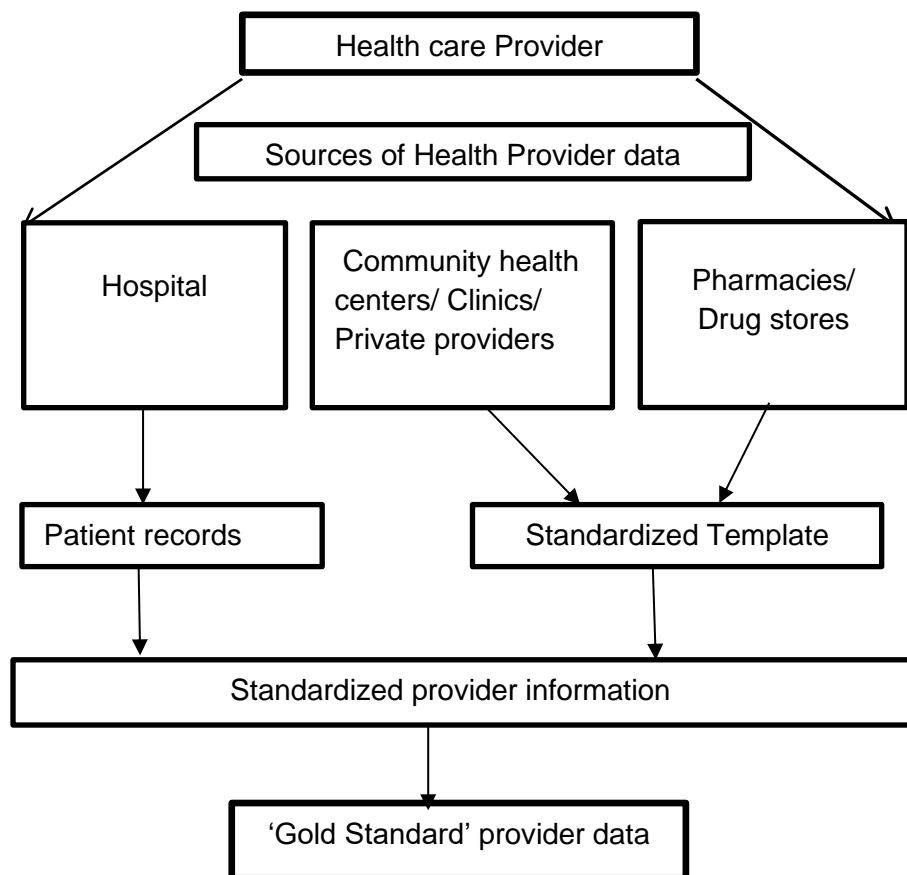 Health care Provider
Sources of Health Provider data
Hospital
Community health
centers/ Clinics/
Private providers
Pharmacies/
Drug stores
Patient records
Standardized Template
Standardized provider information
‘Gold Standard’ provider data